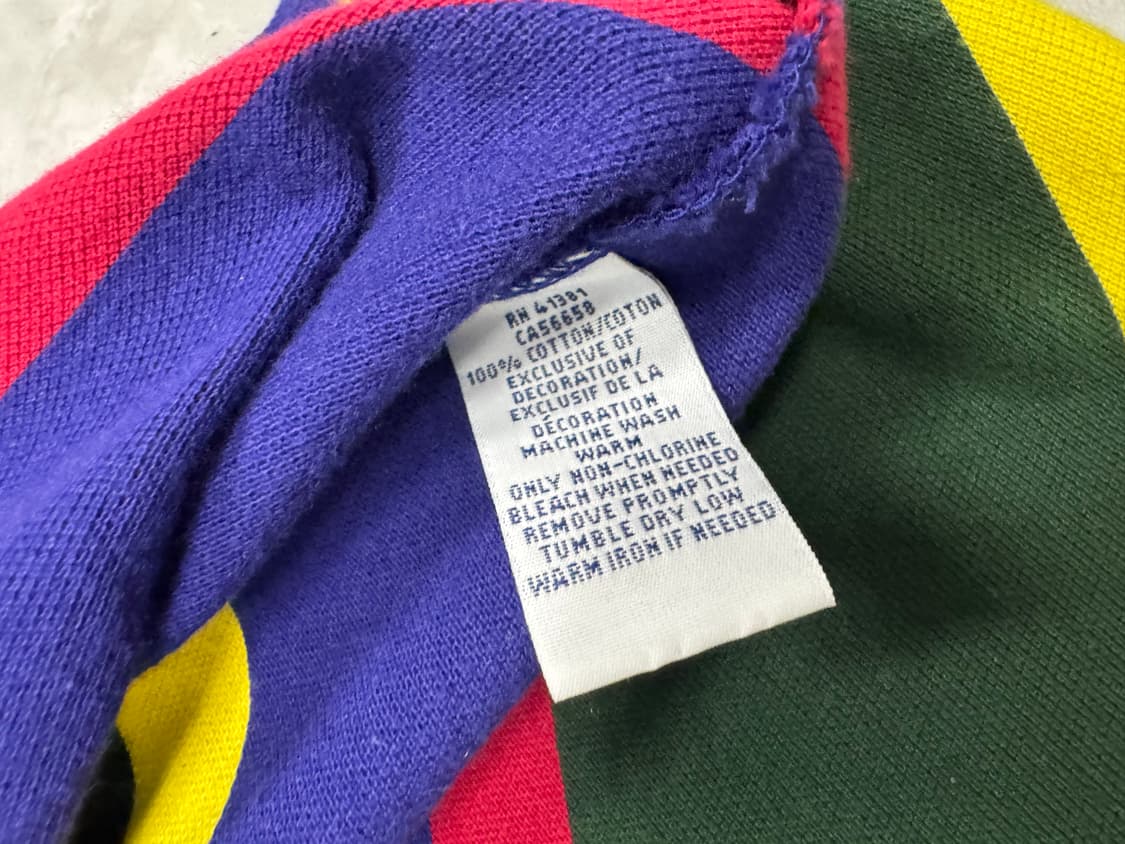 RN 41381
CA56658
100% COTTON/COTON
EXCLUSIVE OF
DECORATION/
EXCLUSIF DE LA
DÉCORATION
MACHINE WASH
WARM
ONLY NON-CHLORINE
BLEACH WHEN NEEDED
REMOVE PROMPTLY
TUMBLE DRY LOW
WARM IRON IF NEEDED